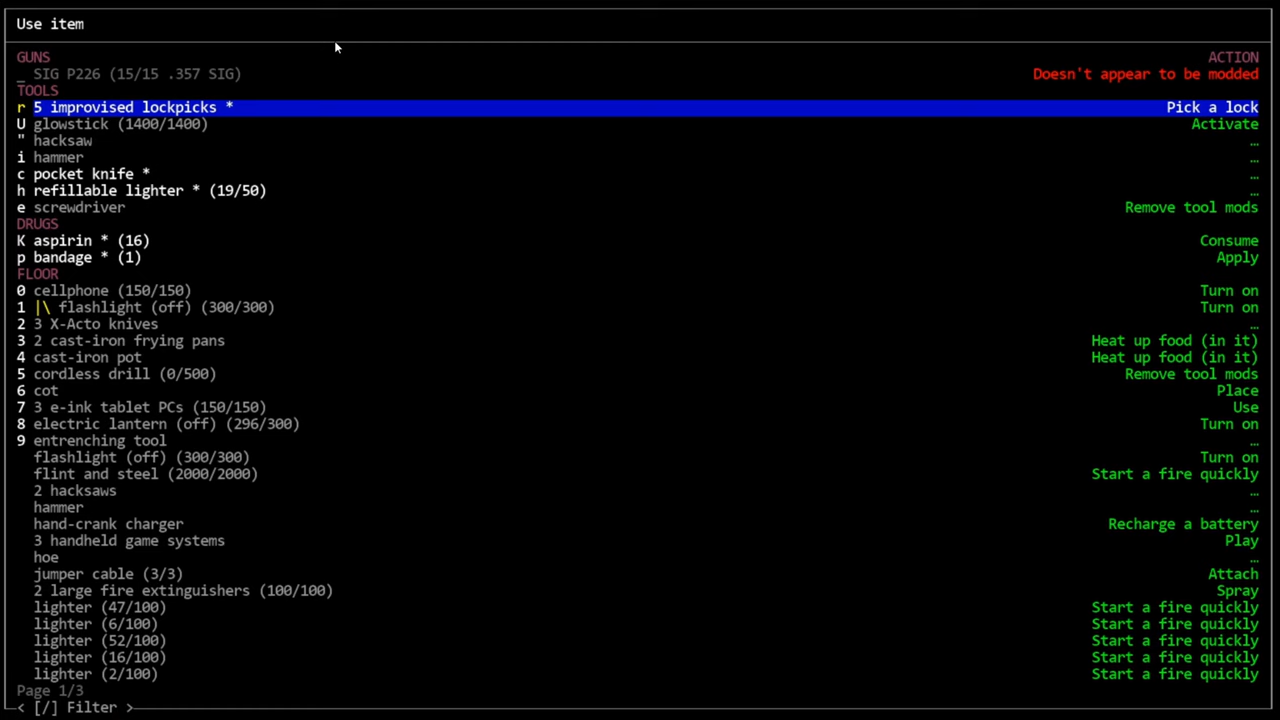 Use item
GUNS ACTION
_ SIG P226 (15/15 .357 SIG) Doesn't appear to be modded
TOOLS
r 5 improvised lockpicks * Pick a lock
U glowstick (1400/1400) Activate
" hacksaw …
i hammer …
c pocket knife * …
h refillable lighter * (19/50) …
e screwdriver Remove tool mods
DRUGS
K aspirin * (16) Consume
p bandage * (1) Apply
FLOOR
0 cellphone (150/150) Turn on
1 |\ flashlight (off) (300/300) Turn on
2 3 X-Acto knives …
3 2 cast-iron frying pans Heat up food (in it)
4 cast-iron pot Heat up food (in it)
5 cordless drill (0/500) Remove tool mods
6 cot Place
7 3 e-ink tablet PCs (150/150) Use
8 electric lantern (off) (296/300) Turn on
9 entrenching tool …
flashlight (off) (300/300) Turn on
flint and steel (2000/2000) Start a fire quickly
2 hacksaws …
hammer …
hand-crank charger Recharge a battery
3 handheld game systems Play
hoe …
jumper cable (3/3) Attach
2 large fire extinguishers (100/100) Spray
lighter (47/100) Start a fire quickly
lighter (6/100) Start a fire quickly
lighter (52/100) Start a fire quickly
lighter (16/100) Start a fire quickly
lighter (2/100) Start a fire quickly
Page 1/3
< [/] Filter >